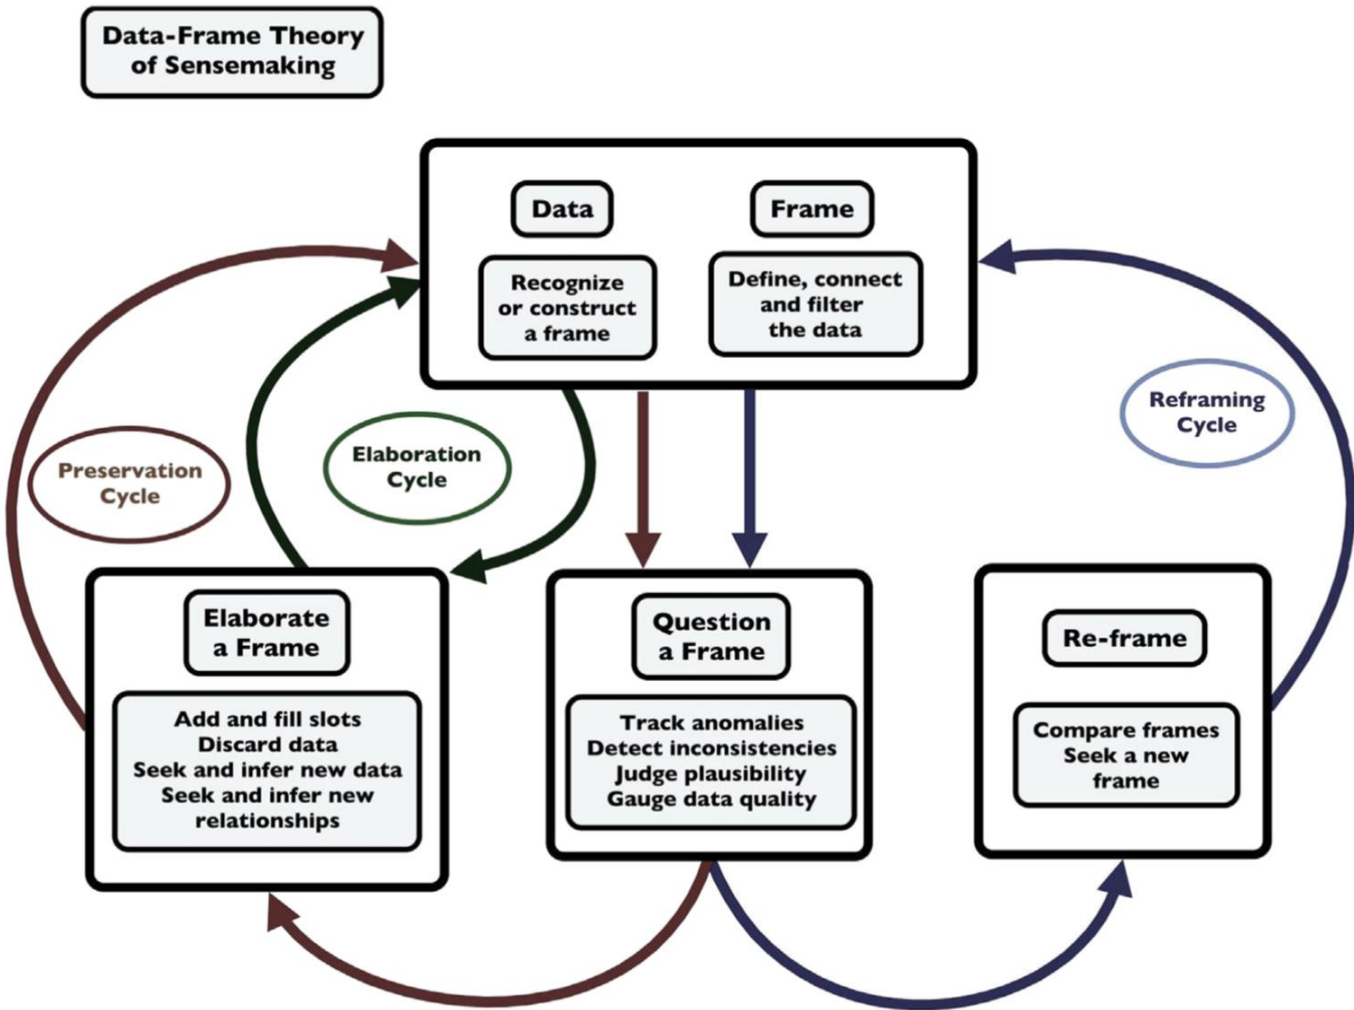 Data-Frame Theory
of Sensemaking
Data
Frame
Recognize
or construct
a frame
Define, connect
and filter
the data
Preservation
Cycle
Elaboration
Cycle
Reframing
Cycle
Elaborate
a Frame
Add and fill slots
Discard data
Seek and infer new data
Seek and infer new
relationships
Question
a Frame
Track anomalies
Detect inconsistencies
Judge plausibility
Gauge data quality
Re-frame
Compare frames
Seek a new
frame